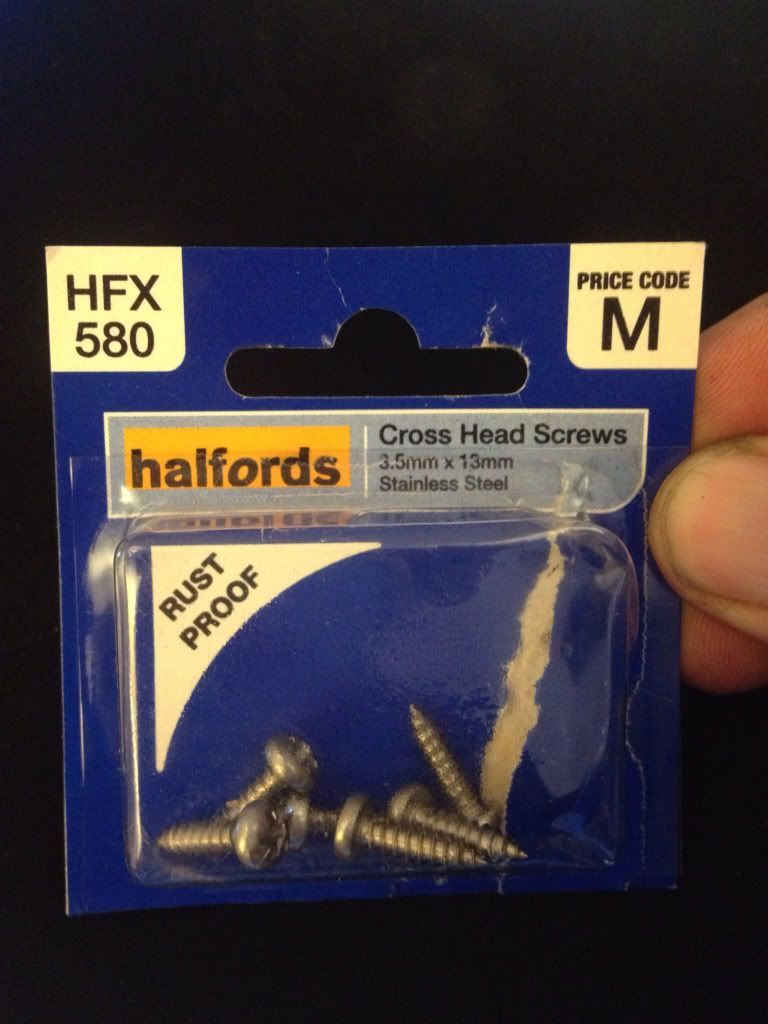 HFX
580
PRICE CODE
M
halfords
Cross Head Screws
3.5mm x 13mm
Stainless Steel
RUST
PROOF